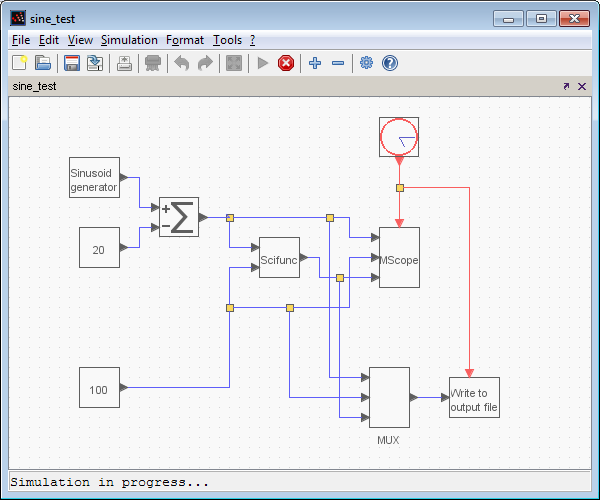 sine_test
File Edit View Simulation Format Tools ?
sine_test
Sinusoid
generator
+
−
Σ
20
Scifunc
MScope
100
Write to
output file
MUX
Simulation in progress...